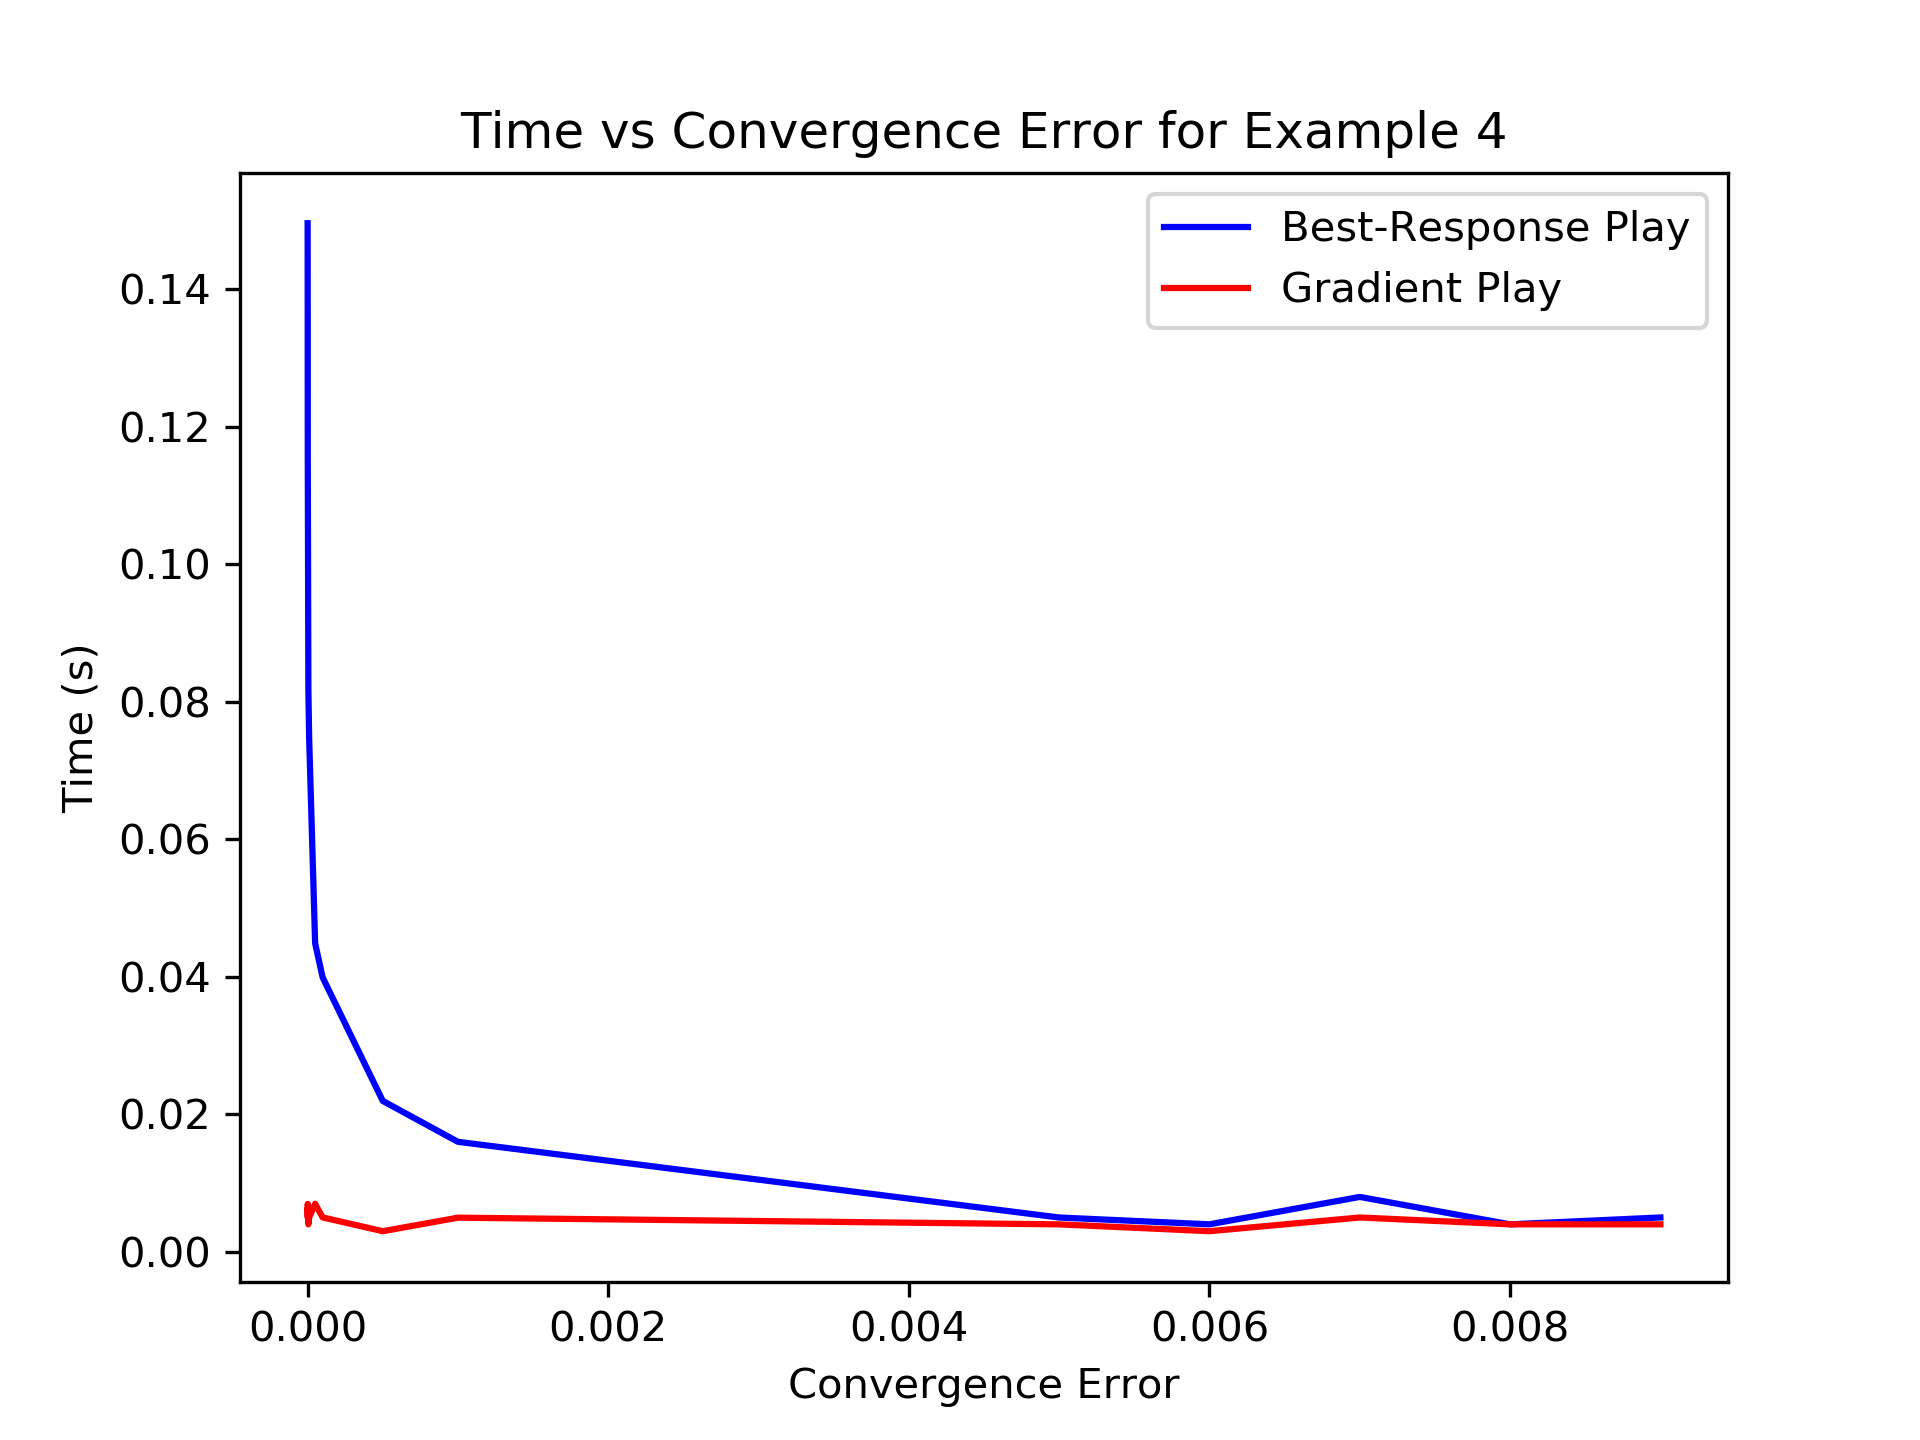 Time vs Convergence Error for Example 4
Best-Response Play
Gradient Play
0.14
0.12
0.10
0.08
0.06
0.04
0.02
0.00
Time (s)
0.000 0.002 0.004 0.006 0.008
Convergence Error